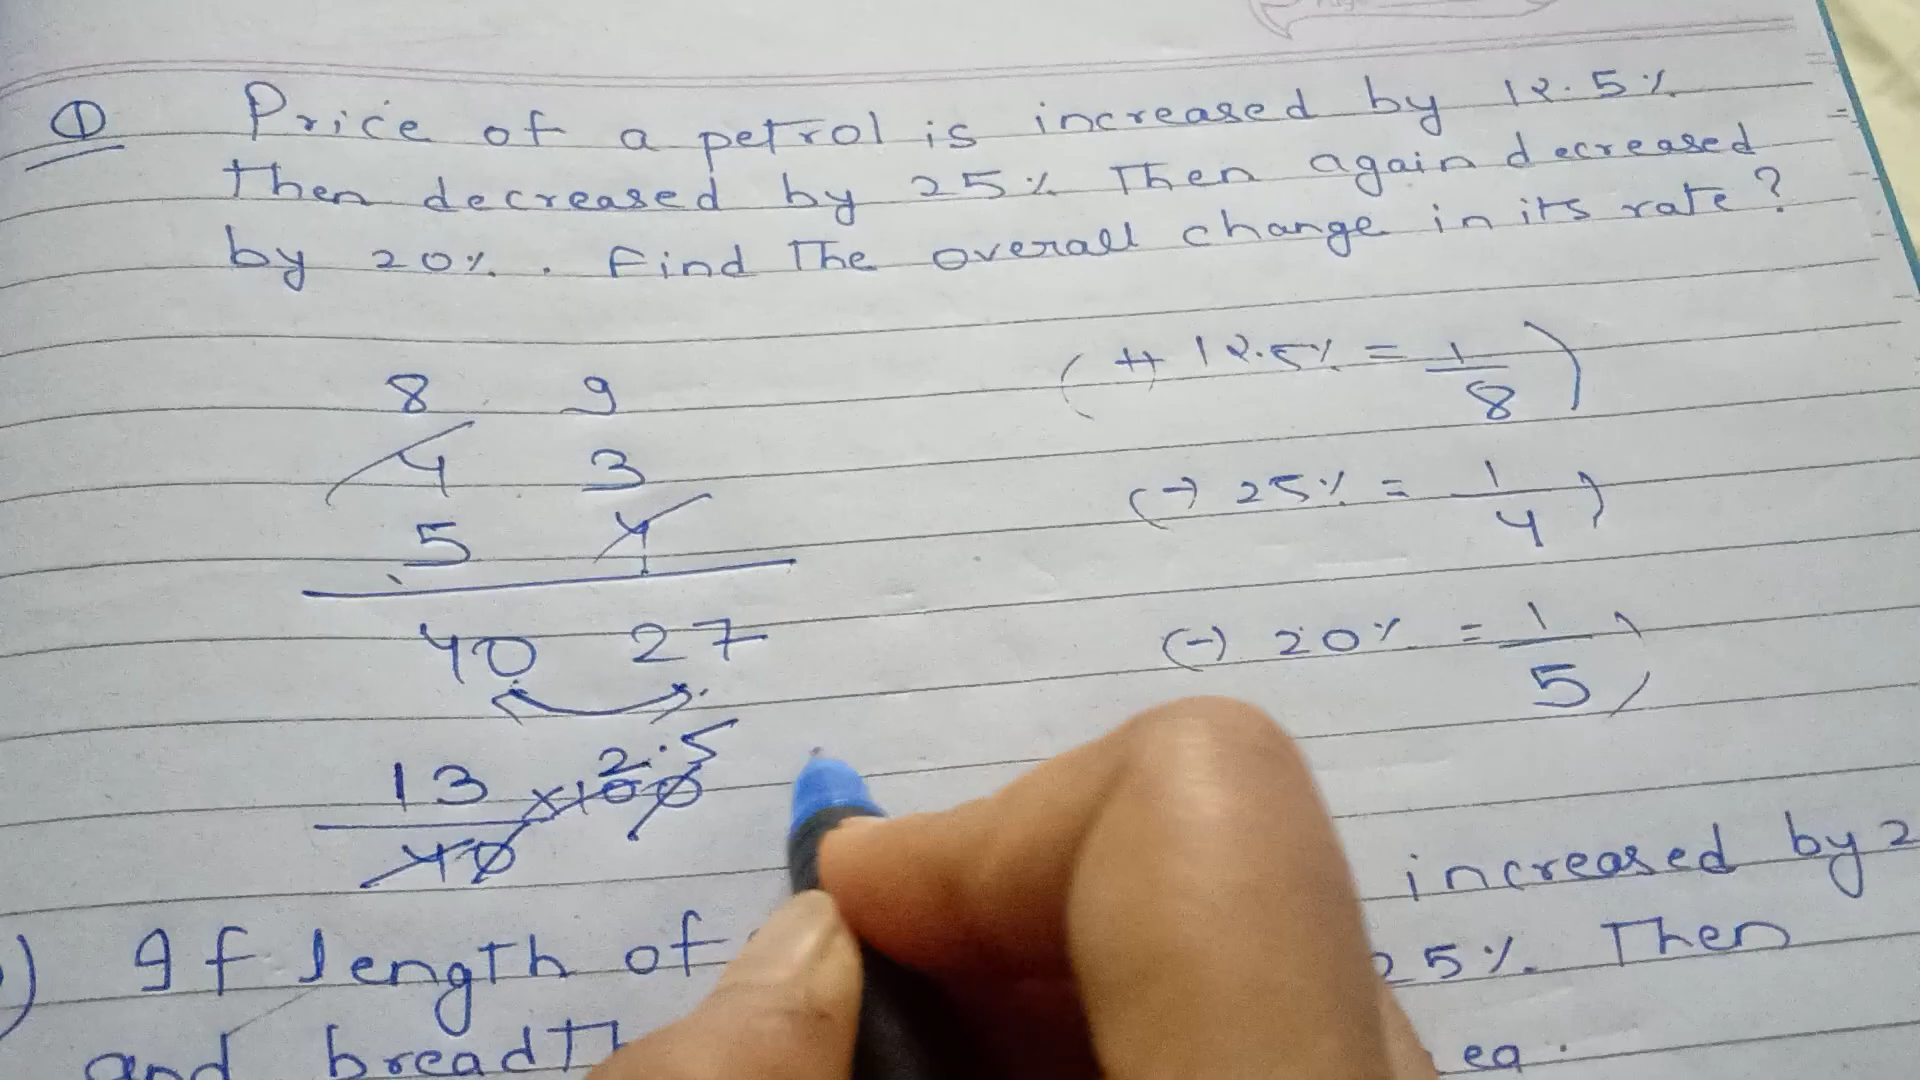 ① Price of a petrol is increased by 12.5%
Then decreased by 25% Then again decreased
by 20%. Find The overall change in its rate?
8 9
4 3
5 4
40 27
13/40 × 100 2.5
(+) 12.5% = 1/8)
(-) 25% = 1/4)
(-) 20% = 1/5)
If length of increased by 2
25%. Then
and